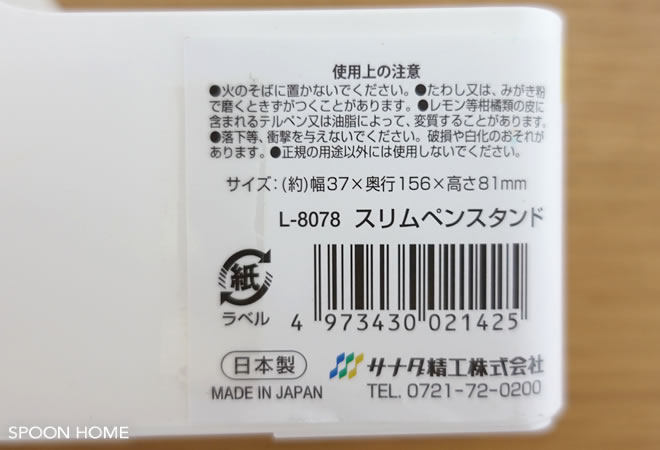 使用上の注意
●火のそばに置かないでください。●たわし又は、みがき粉
で磨くときずがつくことがあります。●レモン等柑橘類の皮に
含まれるテルペン又は油脂によって、変質することがあります。
●落下等、衝撃を与えないでください。破損や白化のおそれが
あります。●正規の用途以外には使用しないでください。
サイズ:(約)幅37×奥行156×高さ81mm
L-8078 スリムペンスタンド
紙
ラベル
4 973430 021425
日本製
サナダ精工株式会社
MADE IN JAPAN
TEL. 0721-72-0200
SPOON HOME